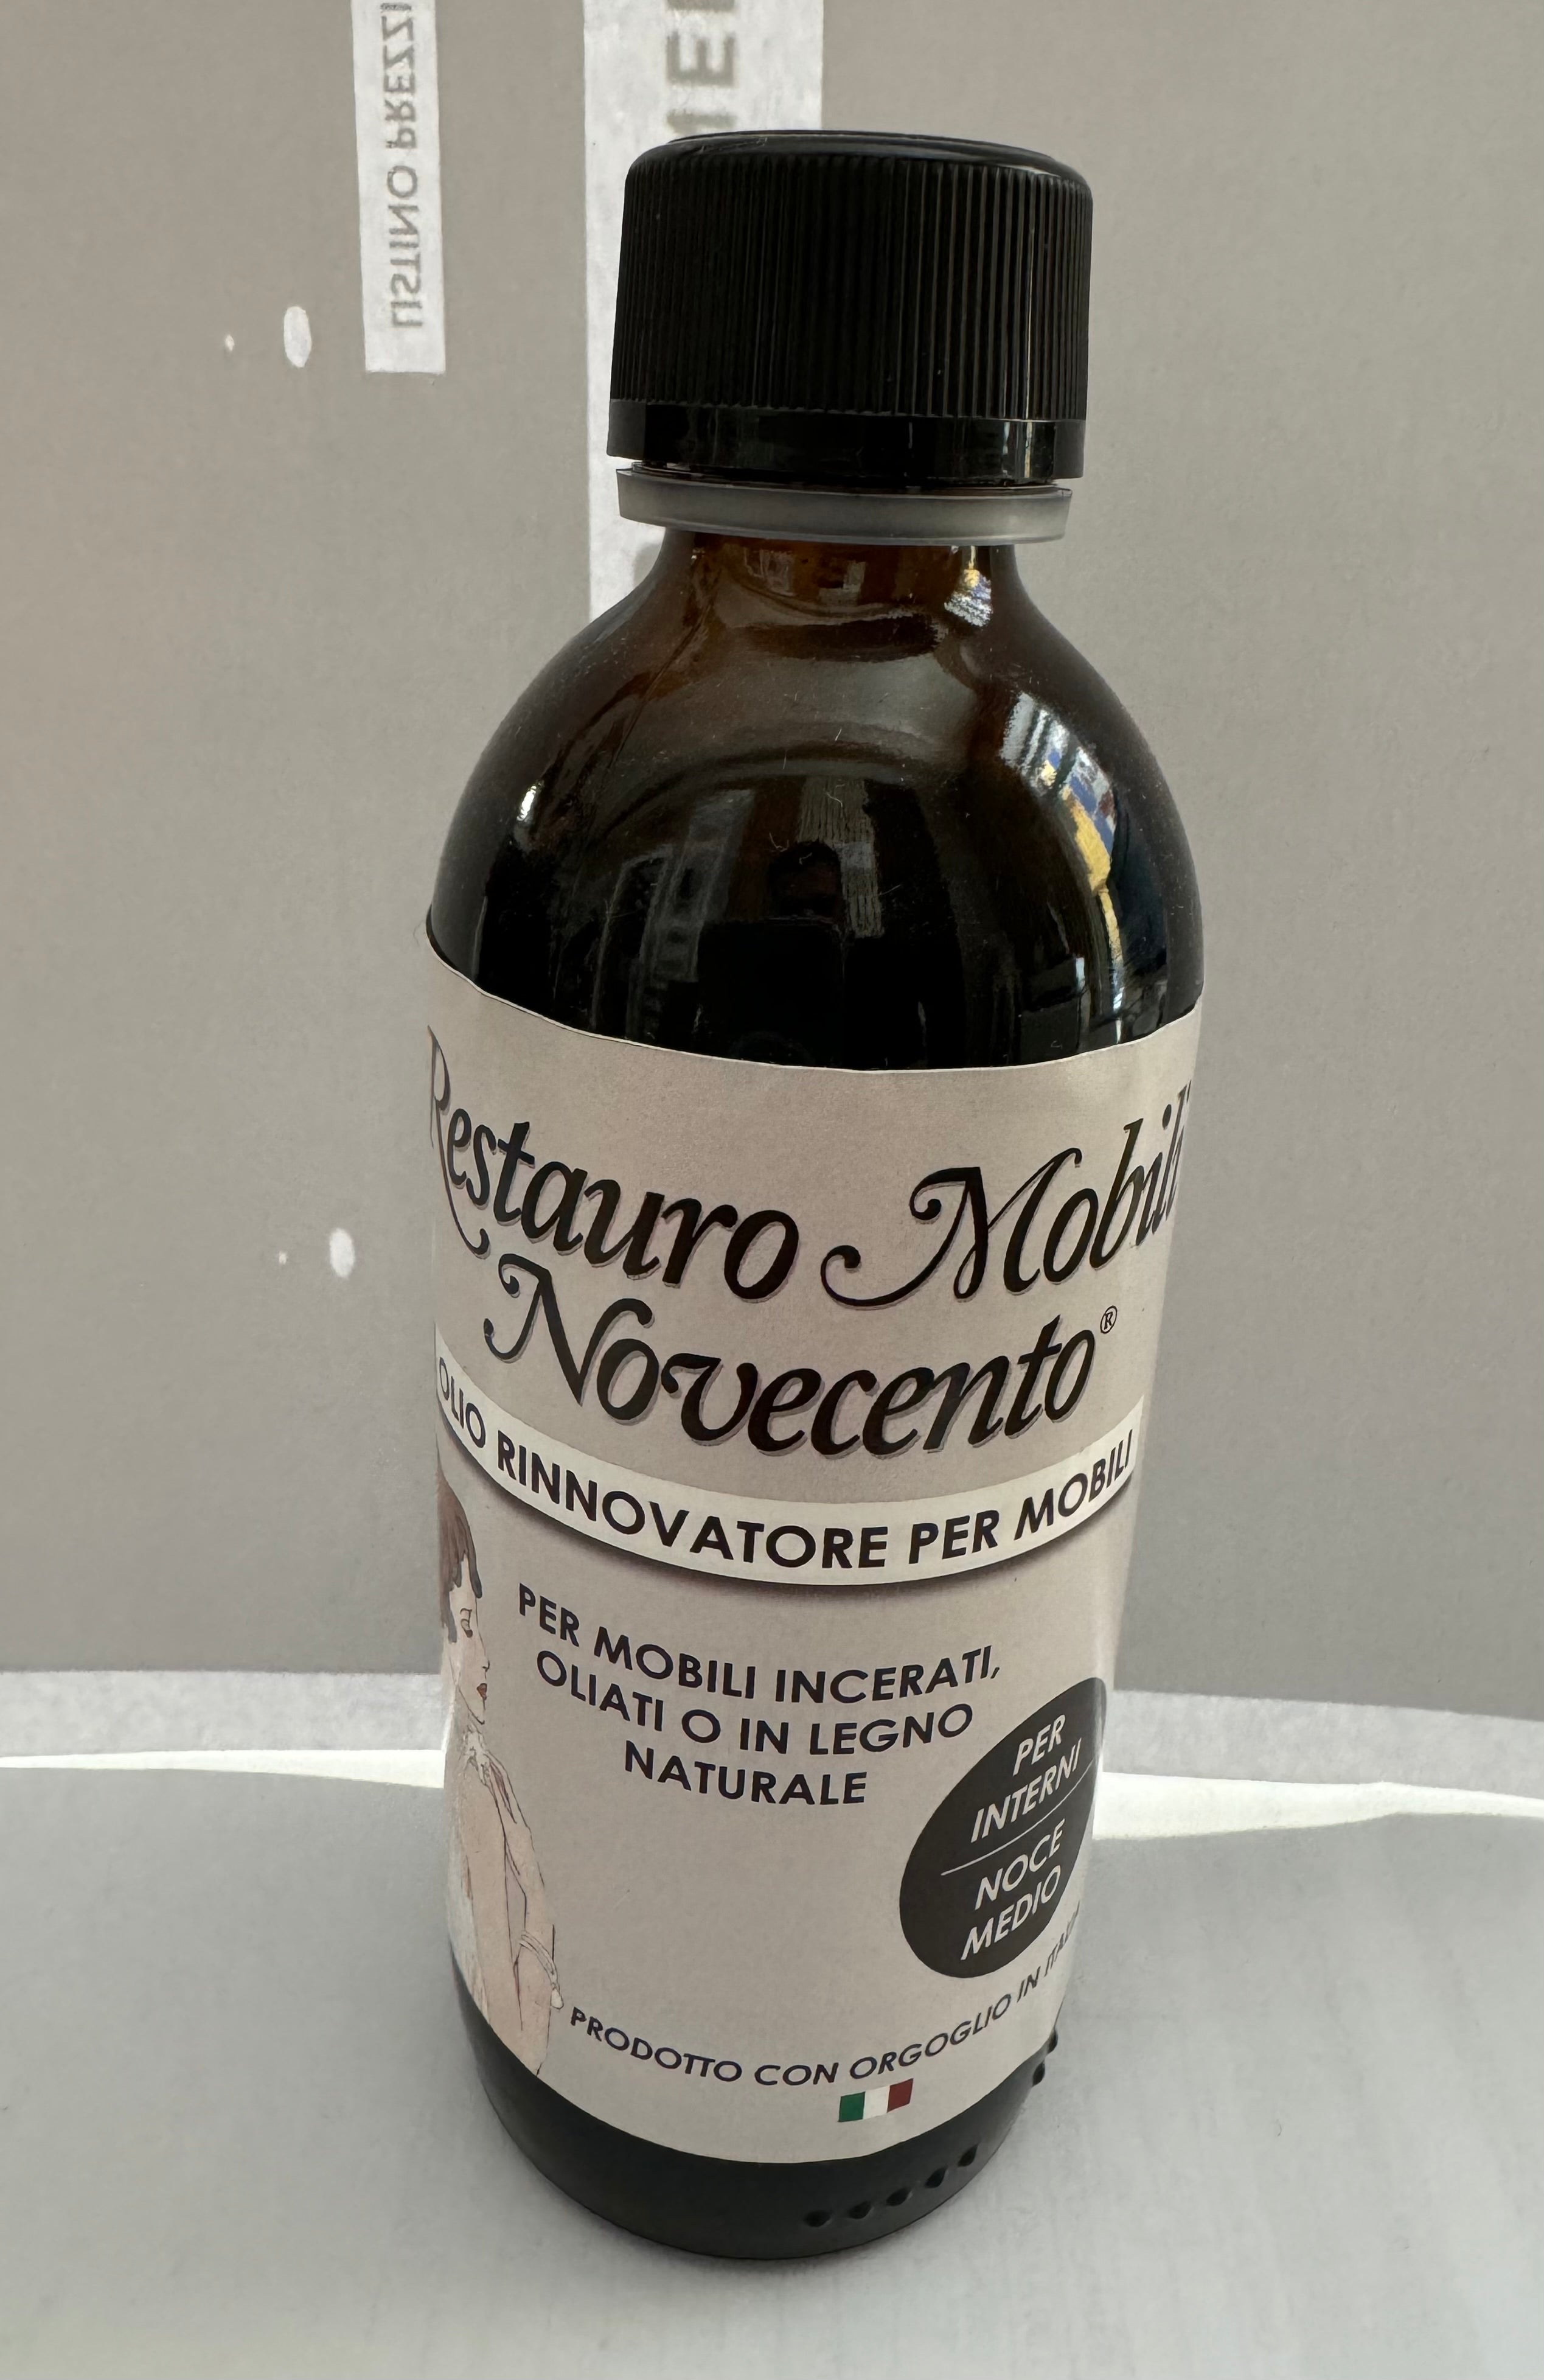 LISTINO PREZZI
Restauro Mobili
Novecento®
OLIO RINNOVATORE PER MOBILI
PER MOBILI INCERATI,
OLIATI O IN LEGNO
NATURALE
PER
INTERNI
NOCE
MEDIO
PRODOTTO CON ORGOGLIO IN ITALIA